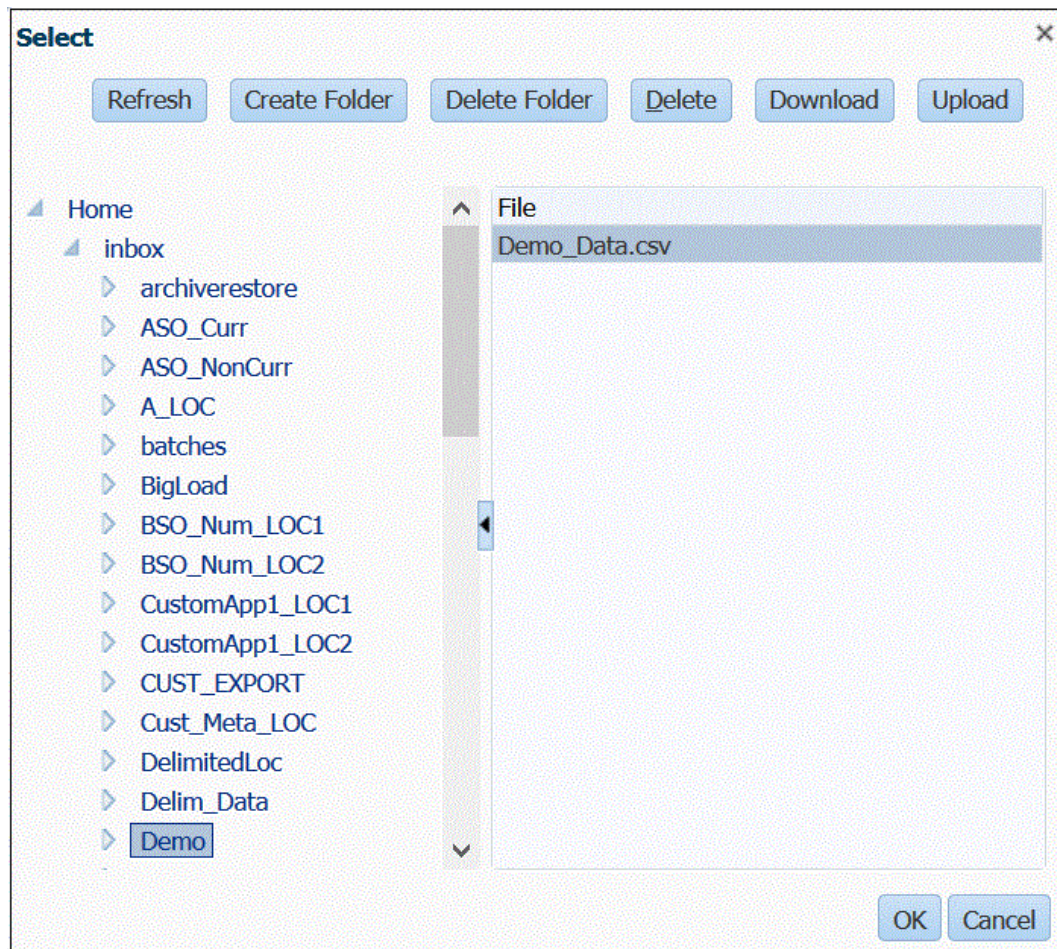 Select
Refresh Create Folder Delete Folder Delete Download Upload
Home
inbox
archiverestore
ASO_Curr
ASO_NonCurr
A_LOC
batches
BigLoad
BSO_Num_LOC1
BSO_Num_LOC2
CustomApp1_LOC1
CustomApp1_LOC2
CUST_EXPORT
Cust_Meta_LOC
DelimitedLoc
Delim_Data
Demo
File
Demo_Data.csv
OK Cancel